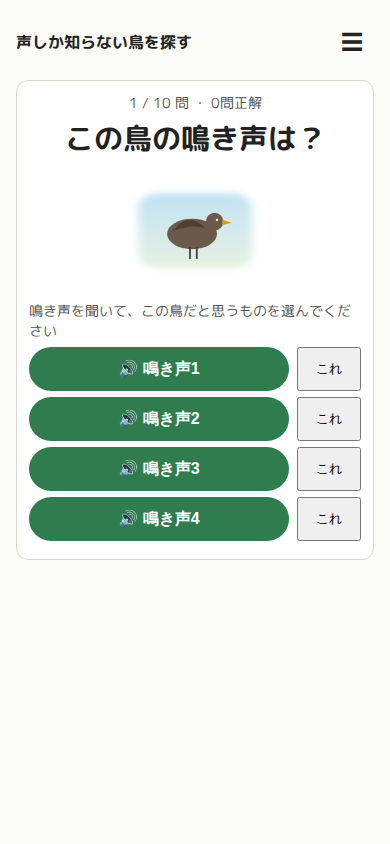 声しか知らない鳥を探す
1 / 10 問 · 0問正解
この鳥の鳴き声は？
鳴き声を聞いて、この鳥だと思うものを選んでくだ
さい
🔊 鳴き声1 これ
🔊 鳴き声2 これ
🔊 鳴き声3 これ
🔊 鳴き声4 これ